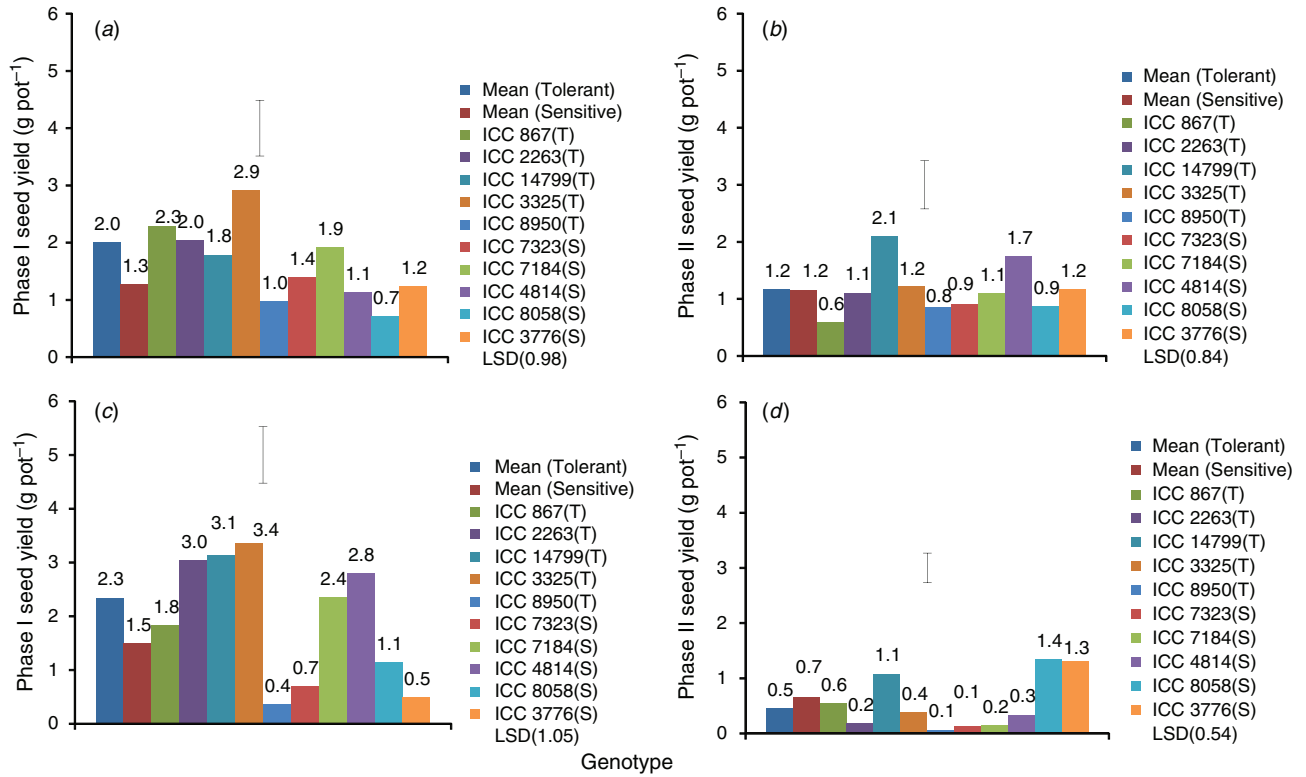 (a)
Phase I seed yield (g pot⁻¹)
6
5
4
3
2
1
0
2.0
1.3
2.3
2.0
1.8
2.9
1.0
1.4
1.9
1.1
0.7
1.2
Mean (Tolerant)
Mean (Sensitive)
ICC 867(T)
ICC 2263(T)
ICC 14799(T)
ICC 3325(T)
ICC 8950(T)
ICC 7323(S)
ICC 7184(S)
ICC 4814(S)
ICC 8058(S)
ICC 3776(S)
LSD(0.98)
(b)
Phase II seed yield (g pot⁻¹)
6
5
4
3
2
1
0
1.2
1.2
0.6
1.1
2.1
1.2
0.8
0.9
1.1
1.7
0.9
1.2
Mean (Tolerant)
Mean (Sensitive)
ICC 867(T)
ICC 2263(T)
ICC 14799(T)
ICC 3325(T)
ICC 8950(T)
ICC 7323(S)
ICC 7184(S)
ICC 4814(S)
ICC 8058(S)
ICC 3776(S)
LSD(0.84)
(c)
Phase I seed yield (g pot⁻¹)
6
5
4
3
2
1
0
2.3
1.5
1.8
3.0
3.1
3.4
0.4
0.7
2.4
2.8
1.1
0.5
Mean (Tolerant)
Mean (Sensitive)
ICC 867(T)
ICC 2263(T)
ICC 14799(T)
ICC 3325(T)
ICC 8950(T)
ICC 7323(S)
ICC 7184(S)
ICC 4814(S)
ICC 8058(S)
ICC 3776(S)
LSD(1.05)
(d)
Phase II seed yield (g pot⁻¹)
6
5
4
3
2
1
0
0.5
0.7
0.6
0.2
1.1
0.4
0.1
0.1
0.2
0.3
1.4
1.3
Mean (Tolerant)
Mean (Sensitive)
ICC 867(T)
ICC 2263(T)
ICC 14799(T)
ICC 3325(T)
ICC 8950(T)
ICC 7323(S)
ICC 7184(S)
ICC 4814(S)
ICC 8058(S)
ICC 3776(S)
LSD(0.54)
Genotype